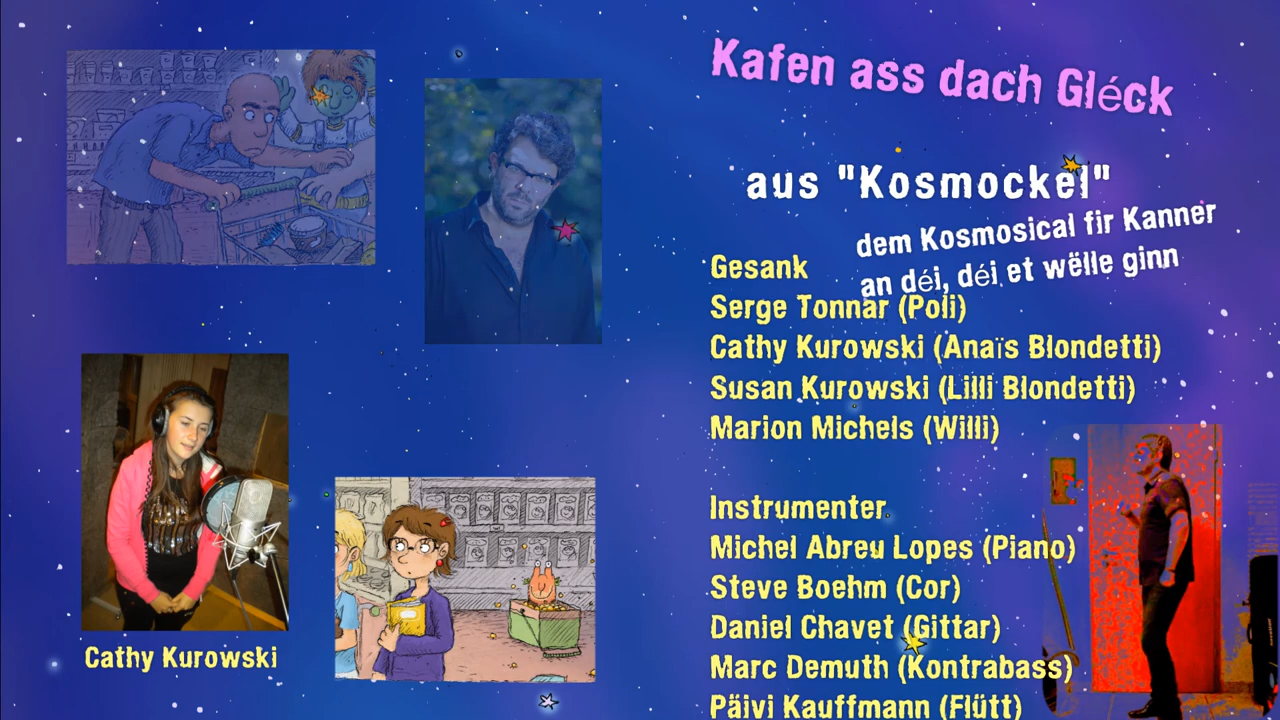 Kafen ass dach Gléck
aus "Kosmockel"
dem Kosmosical fir Kanner
an déi, déi et wëlle ginn
Gesank
Serge Tonnar (Poli)
Cathy Kurowski (Anaïs Blondetti)
Susan Kurowski (Lilli Blondetti)
Marion Michels (Willi)
Instrumenter
Michel Abreu Lopes (Piano)
Steve Boehm (Cor)
Daniel Chavet (Gittar)
Marc Demuth (Kontrabass)
Päivi Kauffmann (Flütt)
Cathy Kurowski